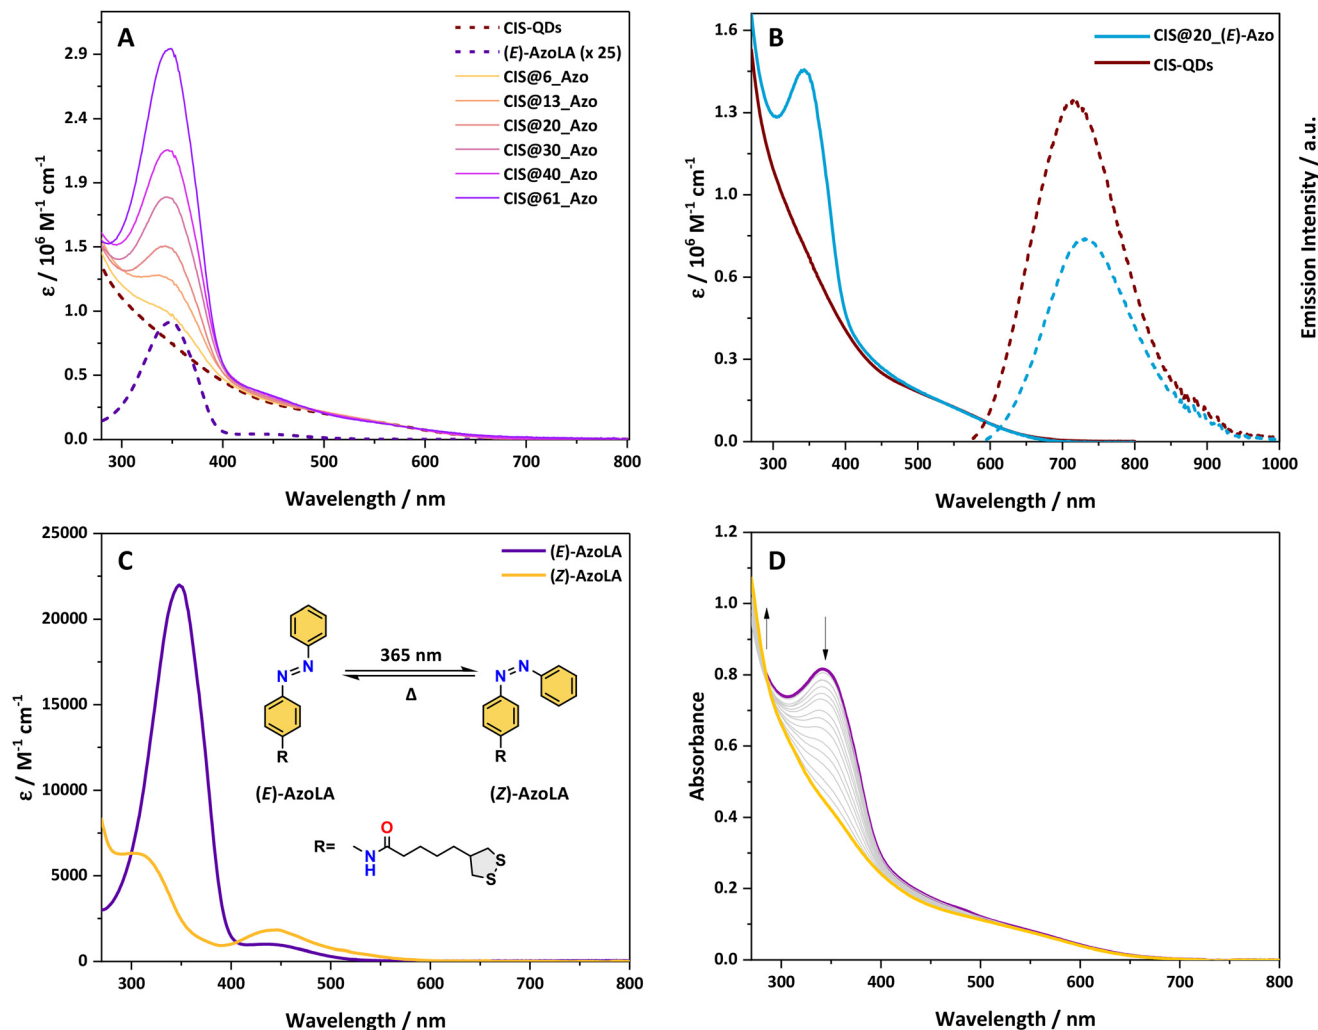 A
CIS-QDs
(E)-AzoLA (x 25)
CIS@6_Azo
CIS@13_Azo
CIS@20_Azo
CIS@30_Azo
CIS@40_Azo
CIS@61_Azo
2.9
2.4
1.9
1.5
1.0
0.5
0.0
ε / 10⁶ M⁻¹ cm⁻¹
300 400 500 600 700 800
Wavelength / nm
B
CIS@20_(E)-Azo
CIS-QDs
1.6
1.3
1.0
0.6
0.3
0.0
ε / 10⁶ M⁻¹ cm⁻¹
Emission Intensity / a.u.
300 400 500 600 700 800 900 1000
Wavelength / nm
C
(E)-AzoLA
(Z)-AzoLA
25000
20000
15000
10000
5000
0
ε / M⁻¹ cm⁻¹
N=N
365 nm
Δ
N=N
R
R
(E)-AzoLA
(Z)-AzoLA
R=
O
N
H
S
S
300 400 500 600 700 800
Wavelength / nm
D
1.2
1.0
0.8
0.6
0.4
0.2
0.0
Absorbance
300 400 500 600 700 800
Wavelength / nm